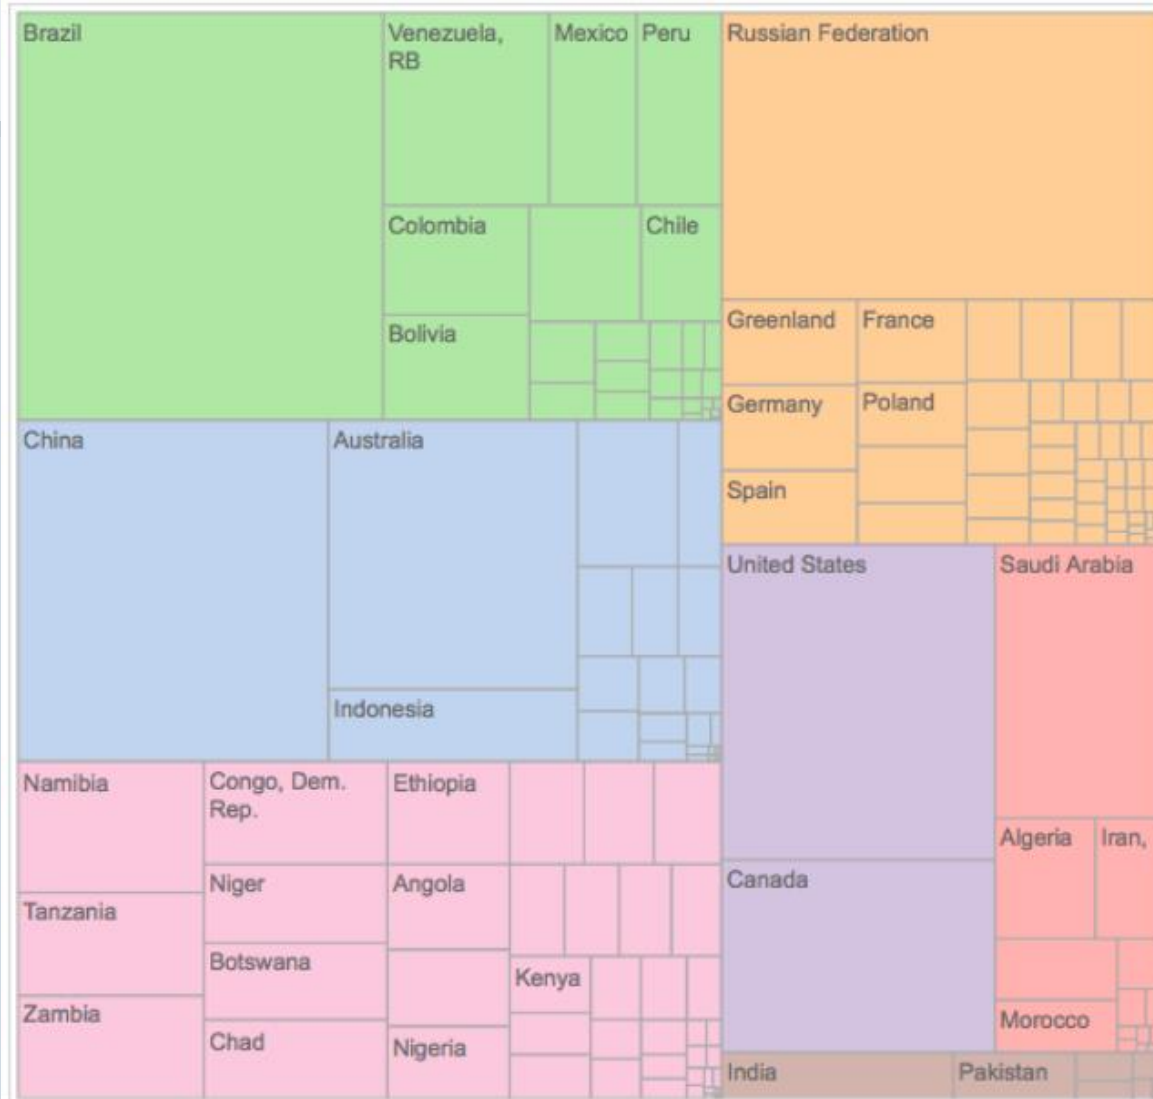 Brazil
Venezuela,
RB
Mexico
Peru
Russian Federation
Colombia
Chile
Bolivia
Greenland
France
Germany
Poland
Spain
China
Australia
Indonesia
United States
Saudi Arabia
Canada
Algeria
Iran,
Morocco
Namibia
Congo, Dem.
Rep.
Ethiopia
Niger
Angola
Tanzania
Botswana
Kenya
Zambia
Chad
Nigeria
India
Pakistan